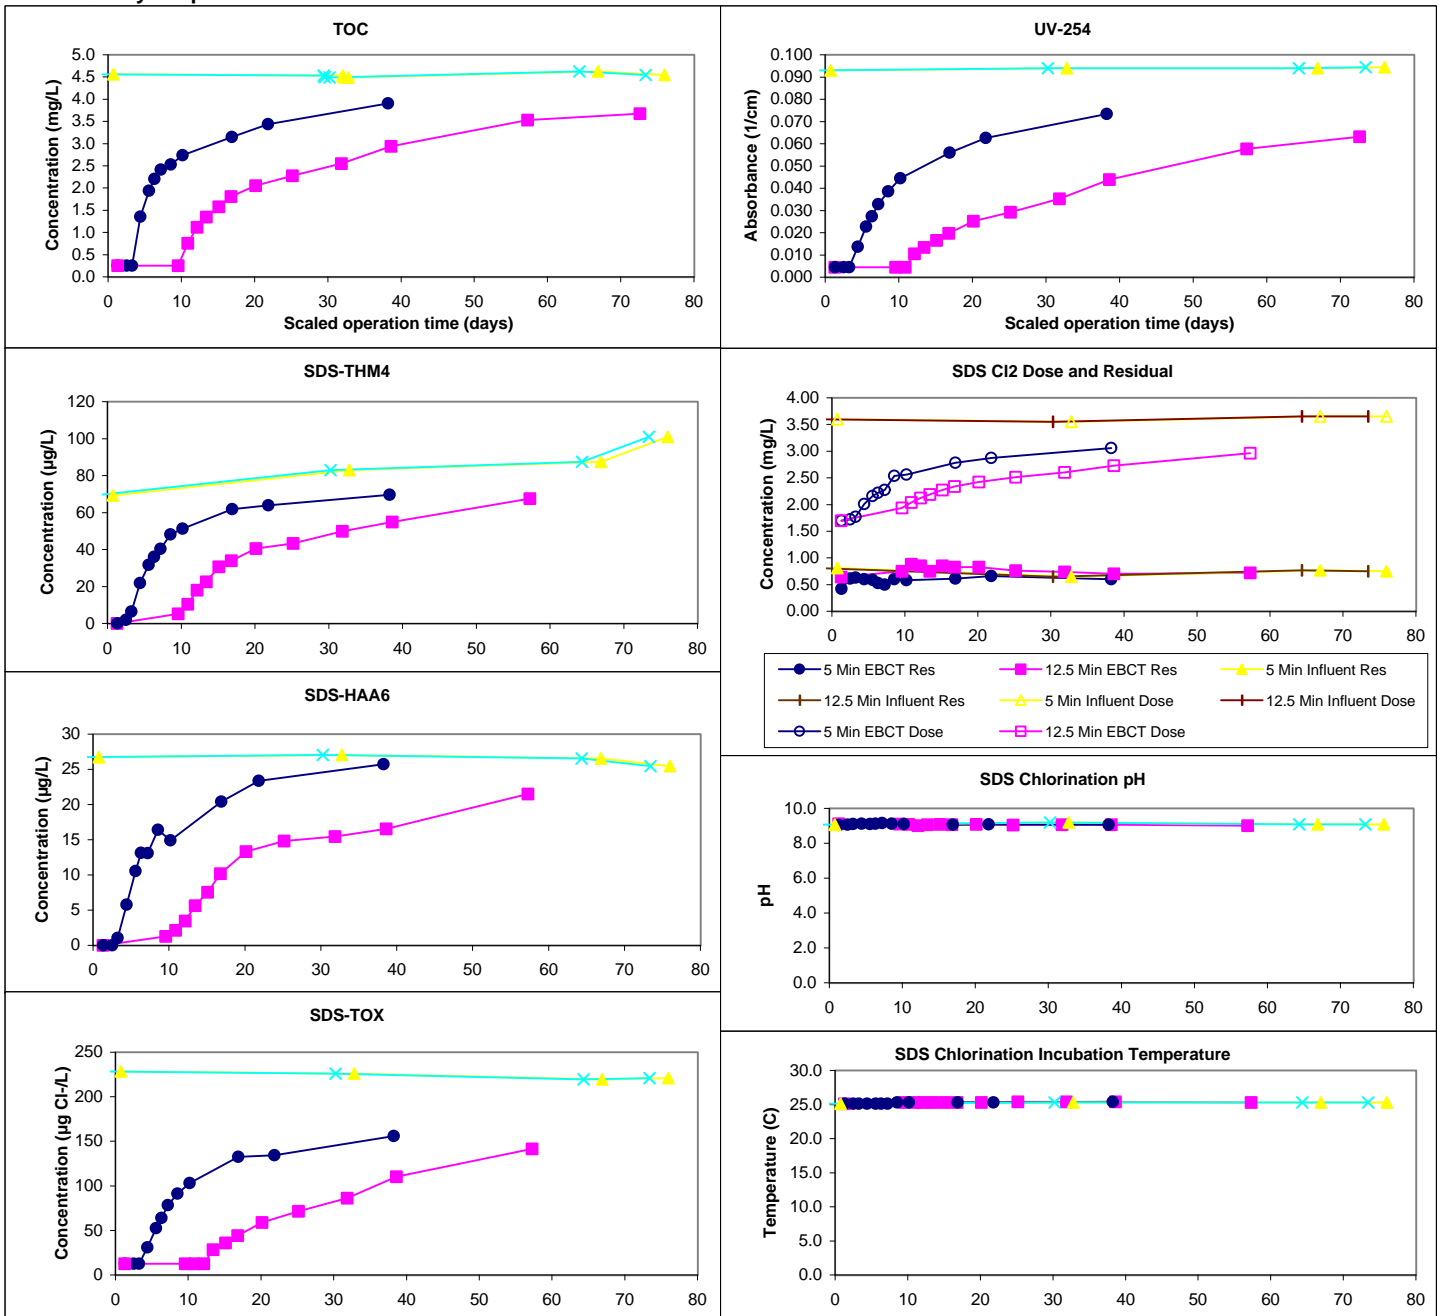 TOC
5.0
4.5
4.0
3.5
3.0
2.5
2.0
1.5
1.0
0.5
0.0
Concentration (mg/L)
0 10 20 30 40 50 60 70 80
Scaled operation time (days)
UV-254
0.100
0.090
0.080
0.070
0.060
0.050
0.040
0.030
0.020
0.010
0.000
Absorbance (1/cm)
0 10 20 30 40 50 60 70 80
Scaled operation time (days)
SDS-THM4
120
100
80
60
40
20
0
Concentration (µg/L)
0 10 20 30 40 50 60 70 80
SDS Cl2 Dose and Residual
4.00
3.50
3.00
2.50
2.00
1.50
1.00
0.50
0.00
Concentration (mg/L)
0 10 20 30 40 50 60 70 80
5 Min EBCT Res 12.5 Min EBCT Res 5 Min Influent Res
12.5 Min Influent Res 5 Min Influent Dose 12.5 Min Influent Dose
5 Min EBCT Dose 12.5 Min EBCT Dose
SDS-HAA6
30
25
20
15
10
5
0
Concentration (µg/L)
0 10 20 30 40 50 60 70 80
SDS Chlorination pH
10.0
8.0
6.0
4.0
2.0
0.0
pH
0 10 20 30 40 50 60 70 80
SDS-TOX
250
200
150
100
50
0
Concentration (µg Cl-/L)
0 10 20 30 40 50 60 70 80
SDS Chlorination Incubation Temperature
30.0
25.0
20.0
15.0
10.0
5.0
0.0
Temperature (C)
0 10 20 30 40 50 60 70 80